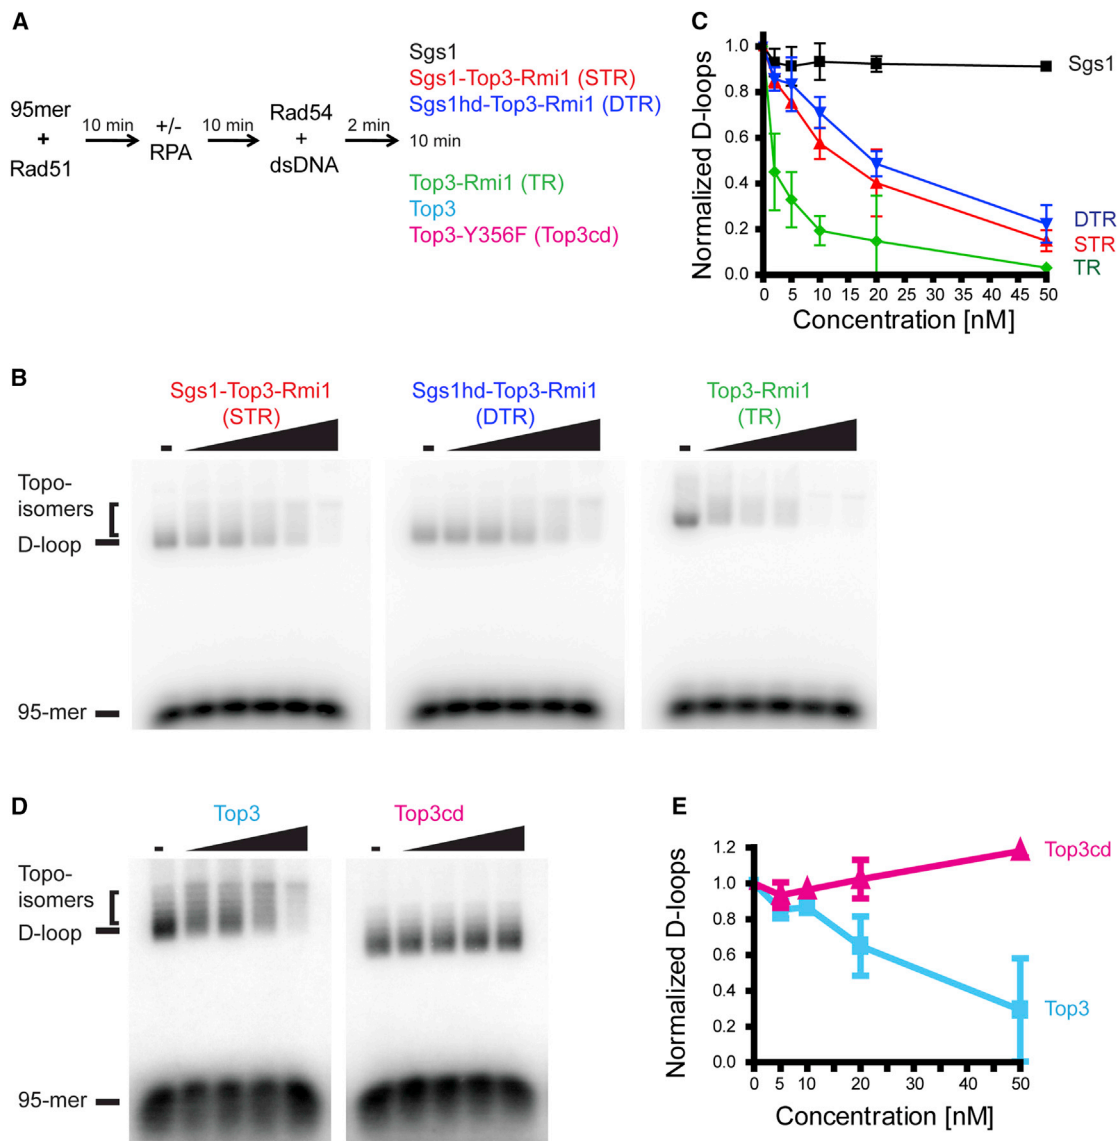 A
95mer
+
Rad51
10 min
+/-
RPA
10 min
Rad54
+
dsDNA
2 min
Sgs1
Sgs1-Top3-Rmi1 (STR)
Sgs1hd-Top3-Rmi1 (DTR)
10 min
Top3-Rmi1 (TR)
Top3
Top3-Y356F (Top3cd)
C
Normalized D-loops
1.0
0.8
0.6
0.4
0.2
0.0
0 5 10 15 20 25 30 35 40 45 50
Concentration [nM]
Sgs1
DTR
STR
TR
B
Sgs1-Top3-Rmi1
(STR)
Sgs1hd-Top3-Rmi1
(DTR)
Top3-Rmi1
(TR)
-
-
-
Topo-
isomers
D-loop
95-mer
D
Top3
Top3cd
-
-
Topo-
isomers
D-loop
95-mer
E
Normalized D-loops
1.2
1.0
0.8
0.6
0.4
0.2
0.0
0 10 20 30 40 50
Concentration [nM]
Top3cd
Top3